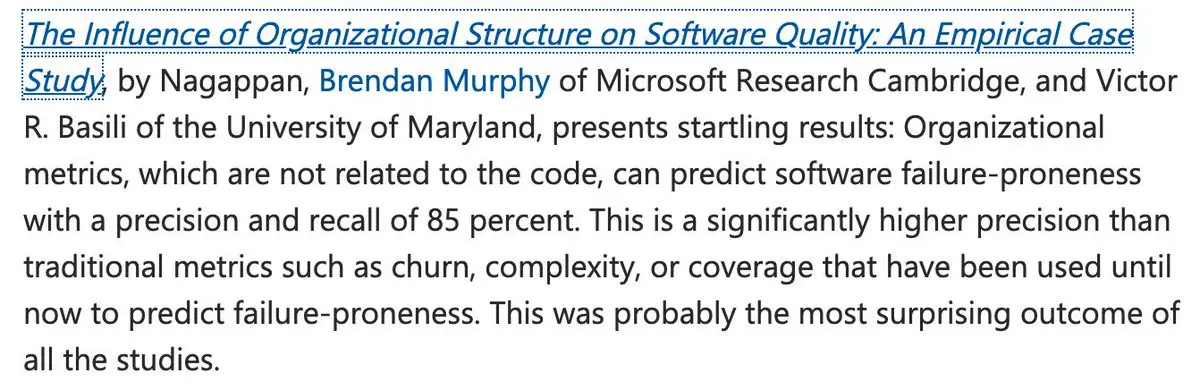 The Influence of Organizational Structure on Software Quality: An Empirical Case
Study, by Nagappan, Brendan Murphy of Microsoft Research Cambridge, and Victor
R. Basili of the University of Maryland, presents startling results: Organizational
metrics, which are not related to the code, can predict software failure-proneness
with a precision and recall of 85 percent. This is a significantly higher precision than
traditional metrics such as churn, complexity, or coverage that have been used until
now to predict failure-proneness. This was probably the most surprising outcome of
all the studies.